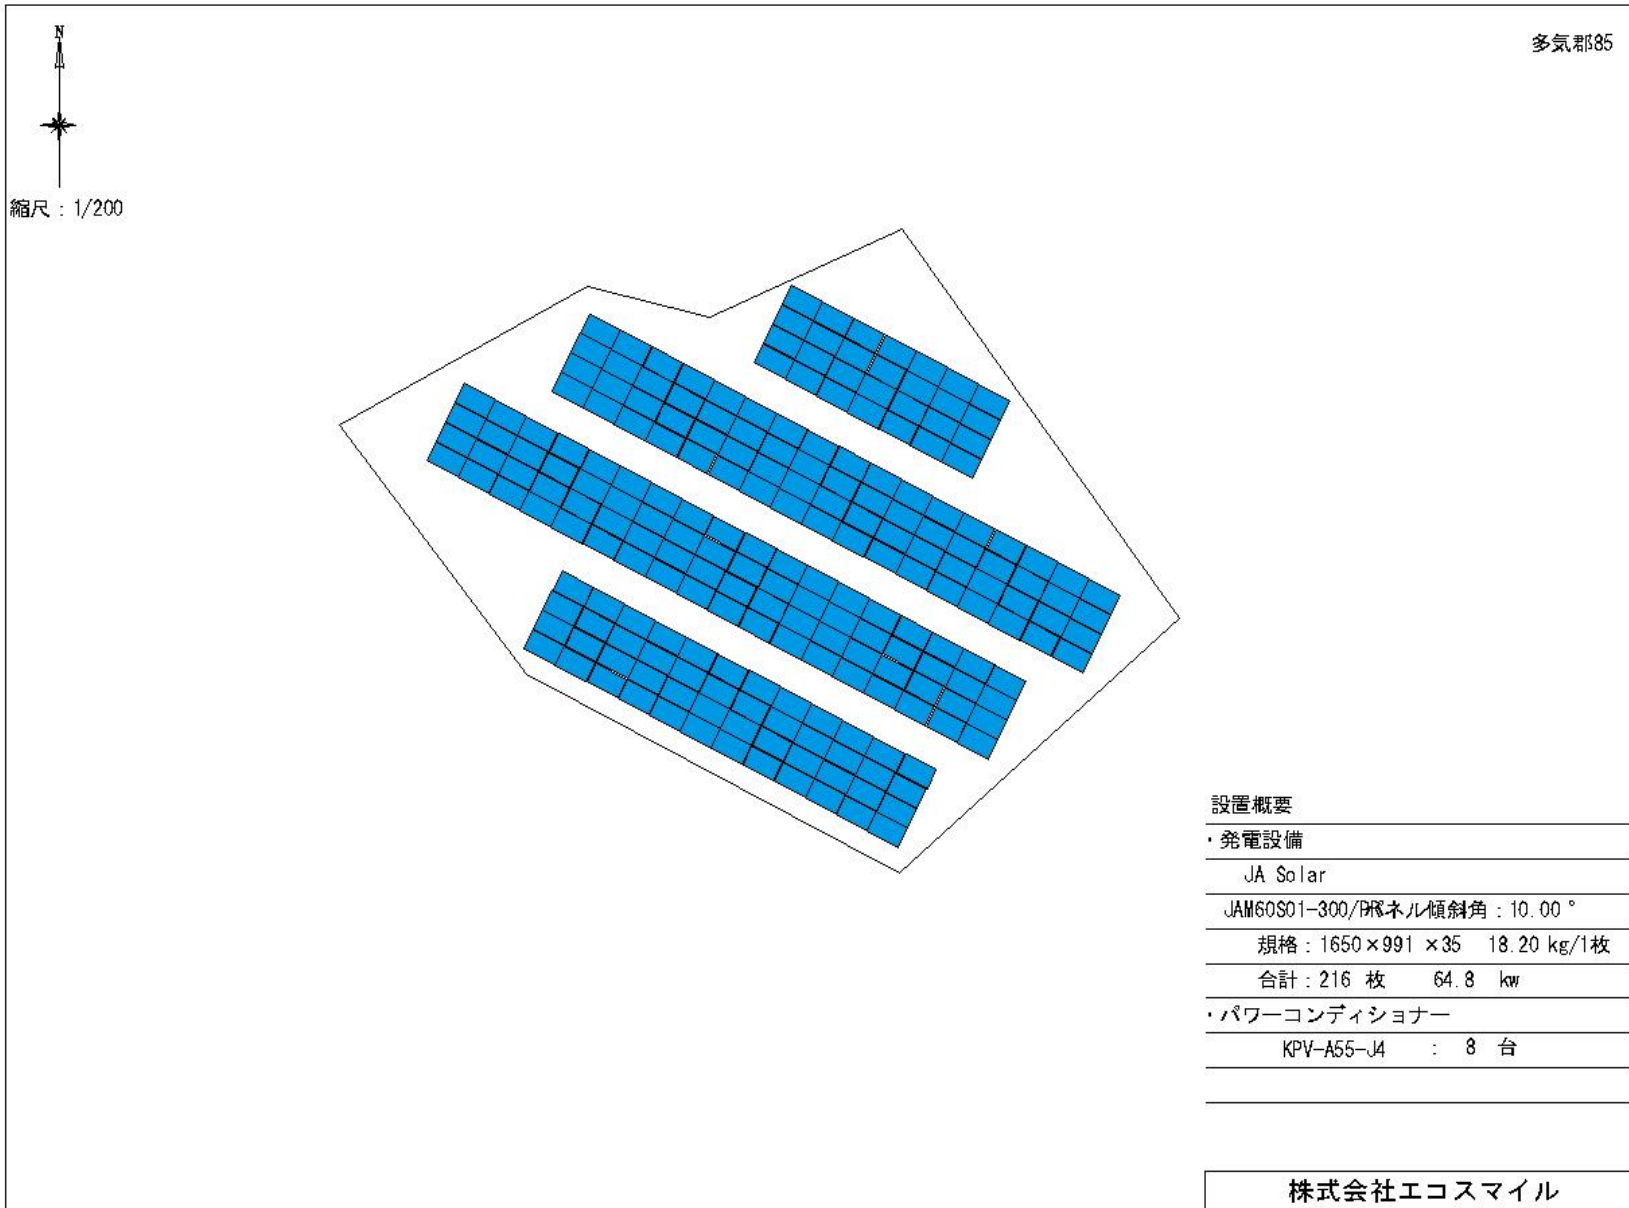 N
多気郡85
縮尺：1/200
設置概要
・発電設備
JA Solar
JAM60S01-300/PR パネル傾斜角：10.00°
規格：1650×991×35 18.20 kg/1枚
合計：216 枚 64.8 kw
・パワーコンディショナー
KPV-A55-J4 ： 8 台
株式会社エコスマイル